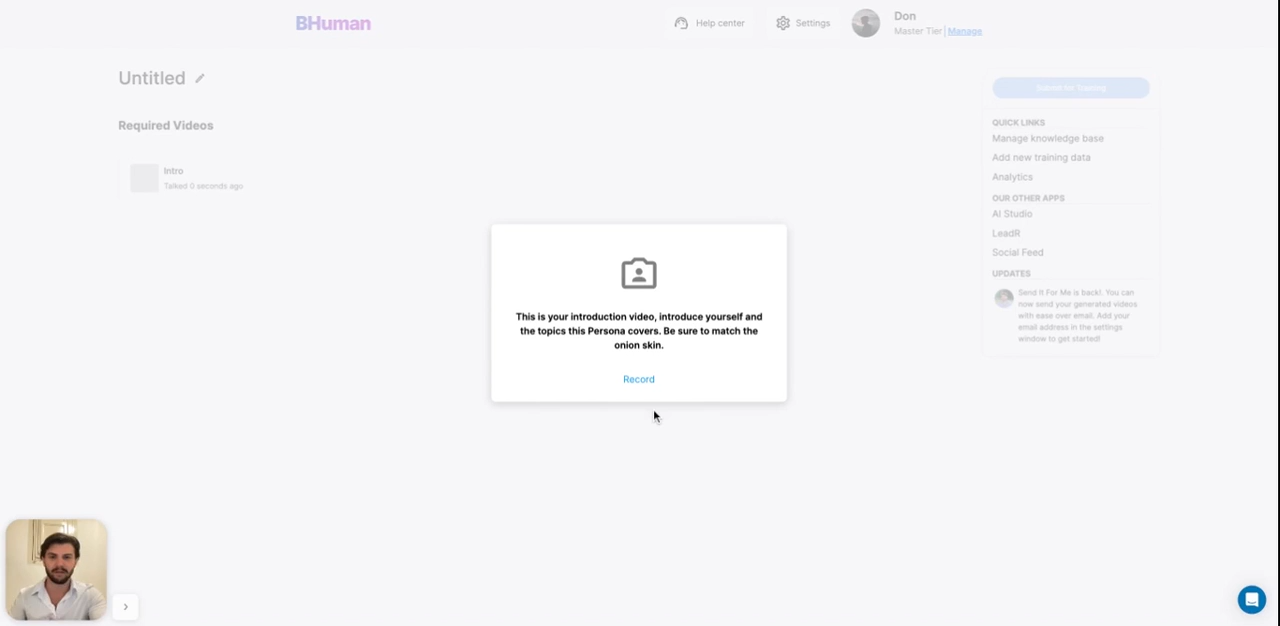 BHuman
Help center
Settings
Don
Master Tier | Manage
Untitled
Submit for Training
Required Videos
Intro
Talked 0 seconds ago
QUICK LINKS
Manage knowledge base
Add new training data
Analytics
OUR OTHER APPS
AI Studio
LeadR
Social Feed
UPDATES
Send It For Me is back!. You can
now send your generated videos
with ease over email. Add your
email address in the settings
window to get started!
This is your introduction video, introduce yourself and
the topics this Persona covers. Be sure to match the
onion skin.
Record